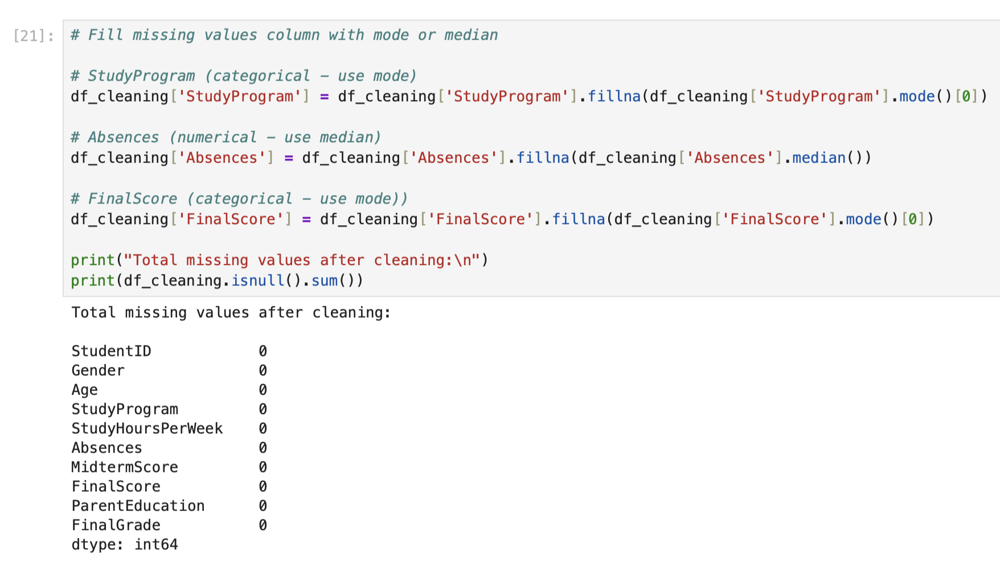 [21]:
# Fill missing values column with mode or median
# StudyProgram (categorical – use mode)
df_cleaning['StudyProgram'] = df_cleaning['StudyProgram'].fillna(df_cleaning['StudyProgram'].mode()[0])
# Absences (numerical – use median)
df_cleaning['Absences'] = df_cleaning['Absences'].fillna(df_cleaning['Absences'].median())
# FinalScore (categorical – use mode))
df_cleaning['FinalScore'] = df_cleaning['FinalScore'].fillna(df_cleaning['FinalScore'].mode()[0])
print("Total missing values after cleaning:\n")
print(df_cleaning.isnull().sum())
Total missing values after cleaning:
StudentID 0
Gender 0
Age 0
StudyProgram 0
StudyHoursPerWeek 0
Absences 0
MidtermScore 0
FinalScore 0
ParentEducation 0
FinalGrade 0
dtype: int64